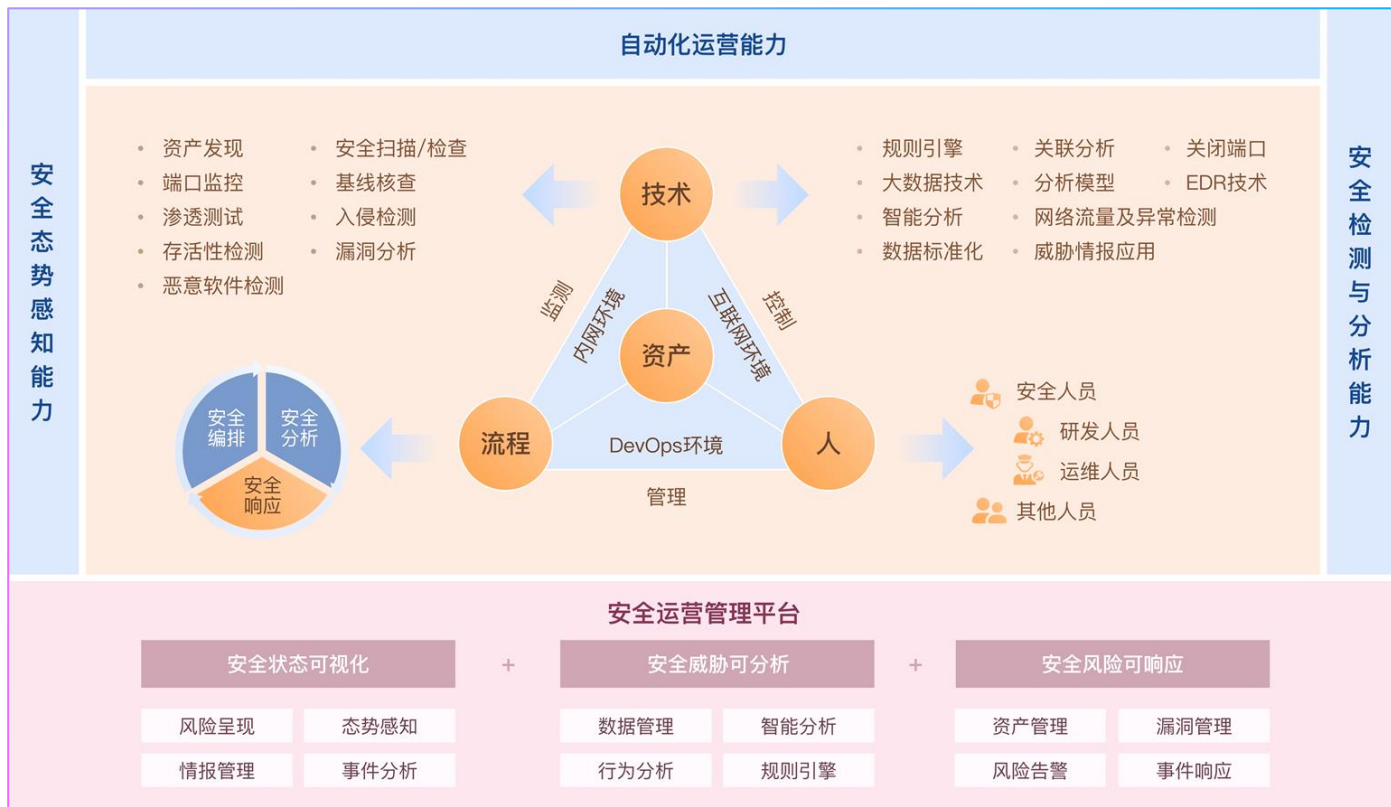 自动化运营能力
安全态势感知能力
安全检测与分析能力
• 资产发现
• 端口监控
• 渗透测试
• 存活性检测
• 恶意软件检测
• 安全扫描/检查
• 基线核查
• 入侵检测
• 漏洞分析
技术
• 规则引擎
• 大数据技术
• 智能分析
• 数据标准化
• 关联分析
• 分析模型
• 网络流量及异常检测
• 威胁情报应用
• 关闭端口
• EDR技术
监测
内网环境
互联网环境
控制
资产
流程
DevOps环境
人
管理
安全
编排
安全
分析
安全
响应
安全人员
研发人员
运维人员
其他人员
安全运营管理平台
安全状态可视化
+
安全威胁可分析
+
安全风险可响应
风险呈现
态势感知
情报管理
事件分析
数据管理
智能分析
行为分析
规则引擎
资产管理
漏洞管理
风险告警
事件响应